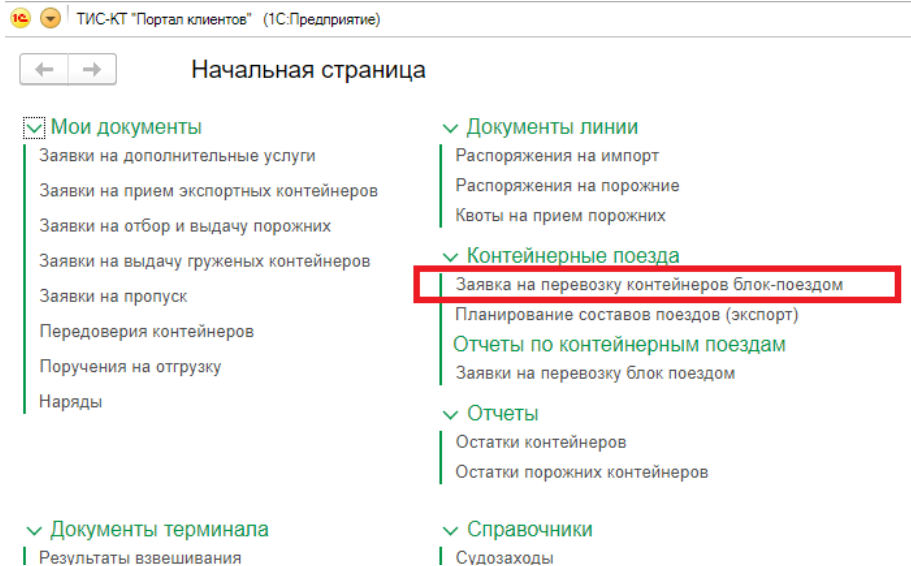 1С ТИС-КТ "Портал клиентов" (1С:Предприятие)
Начальная страница
Мои документы
Заявки на дополнительные услуги
Заявки на прием экспортных контейнеров
Заявки на отбор и выдачу порожних
Заявки на выдачу груженых контейнеров
Заявки на пропуск
Передоверия контейнеров
Поручения на отгрузку
Наряды
Документы линии
Распоряжения на импорт
Распоряжения на порожние
Квоты на прием порожних
Контейнерные поезда
Заявка на перевозку контейнеров блок-поездом
Планирование составов поездов (экспорт)
Отчеты по контейнерным поездам
Заявки на перевозку блок поездом
Отчеты
Остатки контейнеров
Остатки порожних контейнеров
Документы терминала
Результаты взвешивания
Справочники
Судозаходы